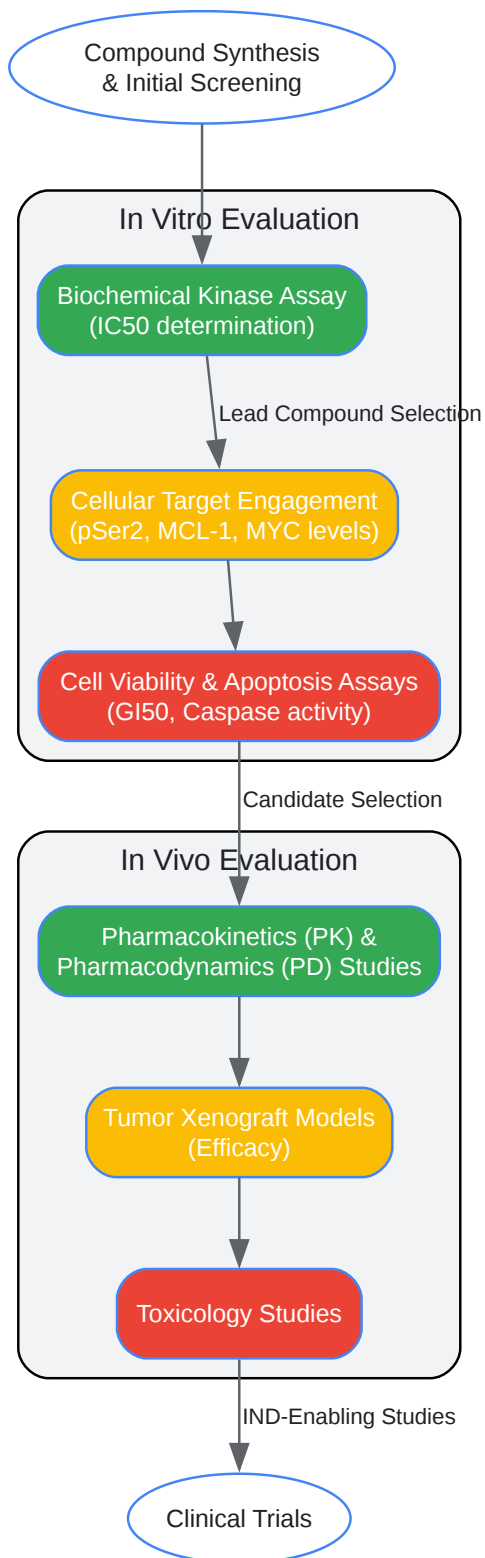 Compound Synthesis
& Initial Screening
In Vitro Evaluation
Biochemical Kinase Assay
(IC50 determination)
Lead Compound Selection
Cellular Target Engagement
(pSer2, MCL-1, MYC levels)
Cell Viability & Apoptosis Assays
(GI50, Caspase activity)
Candidate Selection
In Vivo Evaluation
Pharmacokinetics (PK) &
Pharmacodynamics (PD) Studies
Tumor Xenograft Models
(Efficacy)
Toxicology Studies
IND-Enabling Studies
Clinical Trials